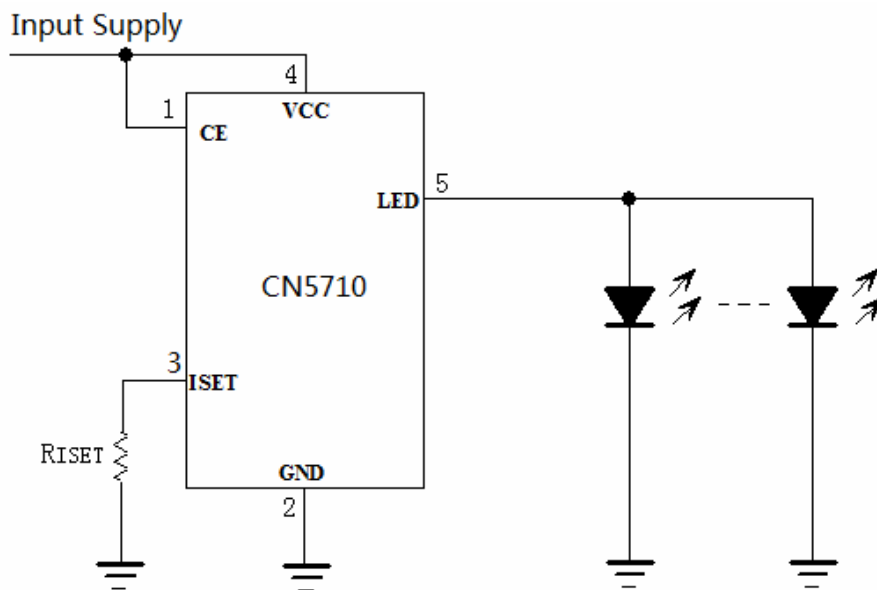 Input Supply
4
1
VCC
CE
5
LED
CN5710
3
ISET
RISET
GND
2